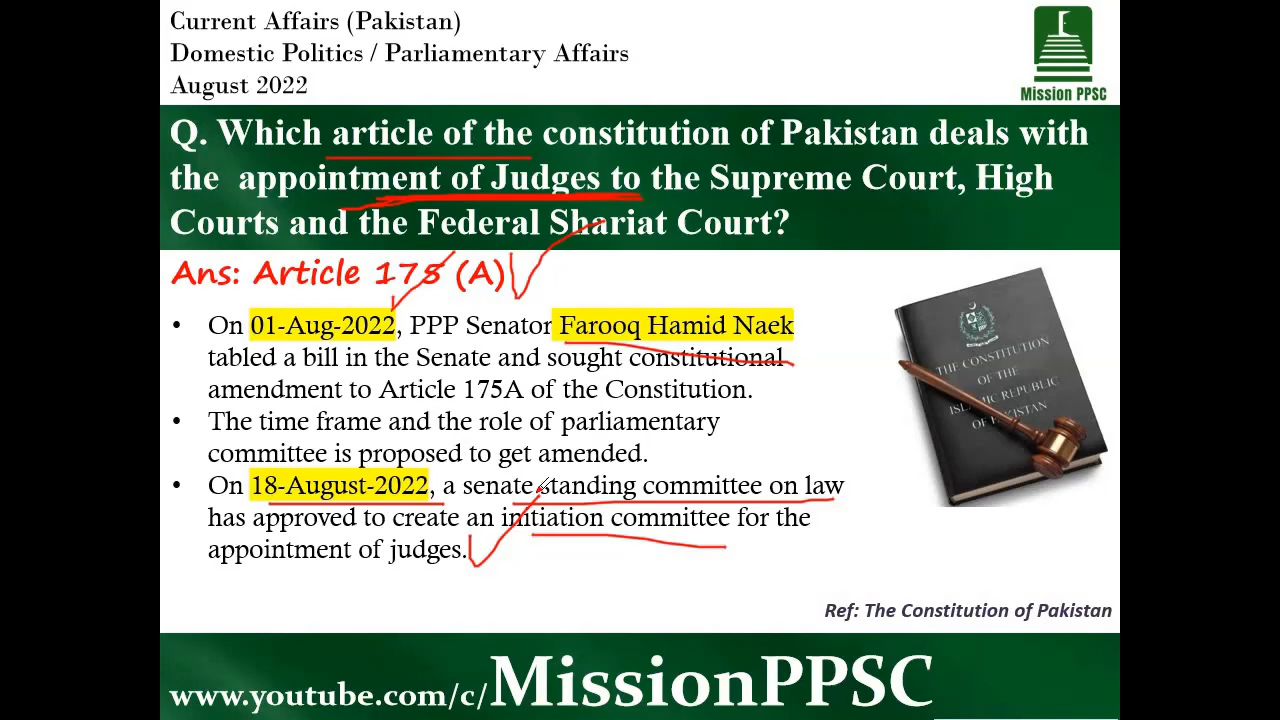 Current Affairs (Pakistan)
Domestic Politics / Parliamentary Affairs
August 2022
Mission PPSC
Q. Which article of the constitution of Pakistan deals with
the appointment of Judges to the Supreme Court, High
Courts and the Federal Shariat Court?
Ans: Article 175 (A)
• On 01-Aug-2022, PPP Senator Farooq Hamid Naek
tabled a bill in the Senate and sought constitutional
amendment to Article 175A of the Constitution.
• The time frame and the role of parliamentary
committee is proposed to get amended.
• On 18-August-2022, a senate standing committee on law
has approved to create an initiation committee for the
appointment of judges.
THE CONSTITUTION
OF THE
ISLAMIC REPUBLIC
OF PAKISTAN
Ref: The Constitution of Pakistan
www.youtube.com/c/MissionPPSC